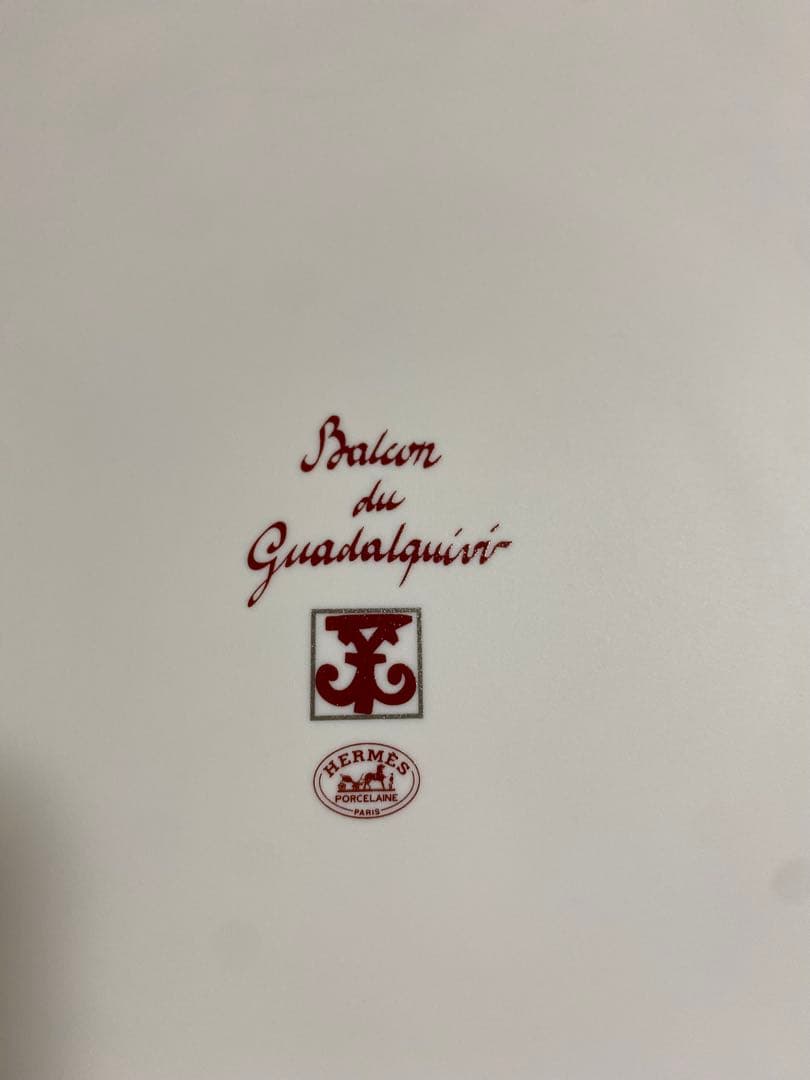 Balcon
du
Guadalquivir
HERMÈS
PORCELAINE
PARIS